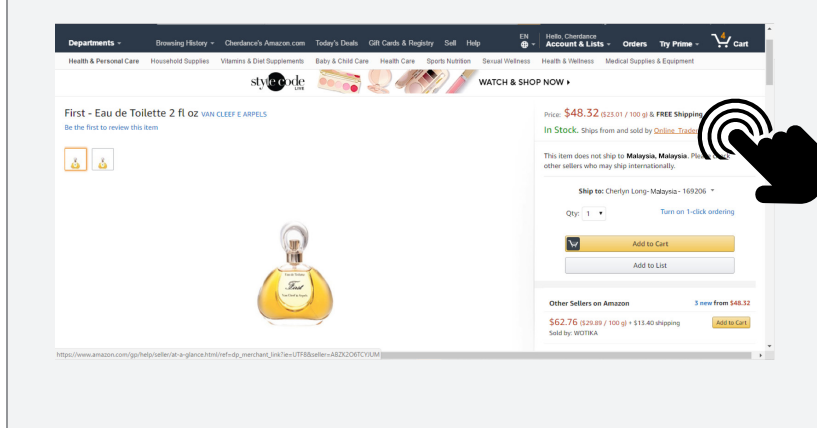 EN Hello, Cherdance
Departments Browsing History Cherdance's Amazon.com Today's Deals Gift Cards & Registry Sell Help Account & Lists Orders Try Prime 4 Cart
Health & Personal Care Household Supplies Vitamins & Diet Supplements Baby & Child Care Health Care Sports Nutrition Sexual Wellness Health & Wellness Medical Supplies & Equipment
style code LIVE WATCH & SHOP NOW
First - Eau de Toilette 2 fl oz VAN CLEEF E ARPELS
Be the first to review this item
Price: $48.32 ($23.01 / 100 g) & FREE Shipping
In Stock. Ships from and sold by Online
This item does not ship to Malaysia, Malaysia.
other sellers who may ship internationally.
Ship to: Cherlyn Long- Malaysia - 169206
Qty: 1 Turn on 1-click ordering
Add to Cart
Add to List
First
Other Sellers on Amazon 3 new from $48.32
$62.76 ($29.89 / 100 g) + $13.40 shipping Add to Cart
Sold by: WOTIKA
https://www.amazon.com/gp/help/seller/at-a-glance.html/ref=dp_merchant_link?ie=UTF8&seller=A8ZK2O6TCYJUM